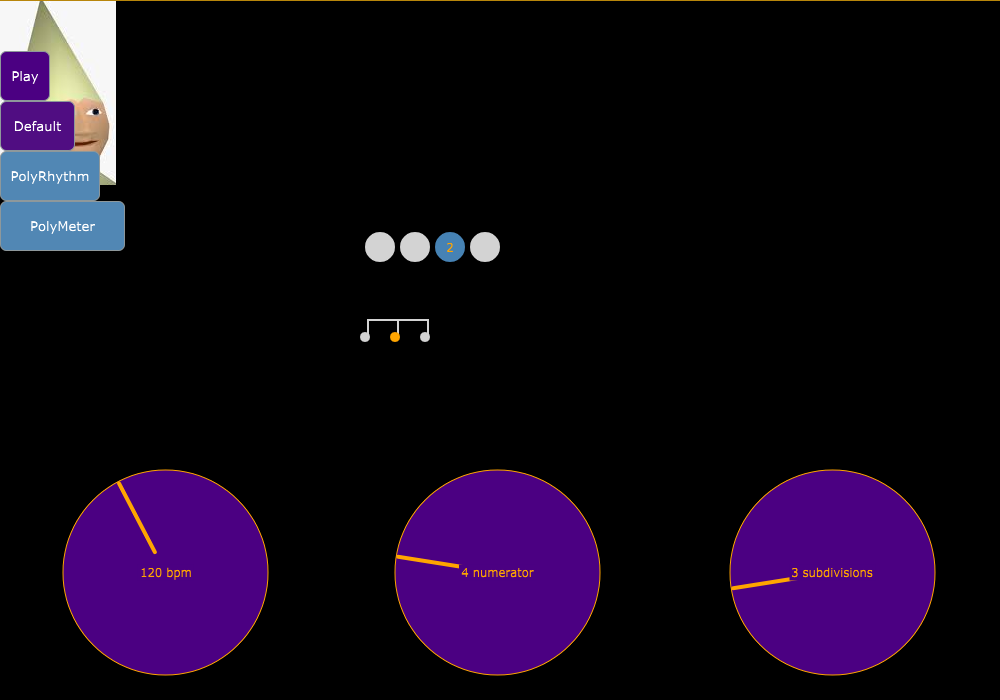 Play
Default
PolyRhythm
PolyMeter
2
120 bpm
4 numerator
3 subdivisions